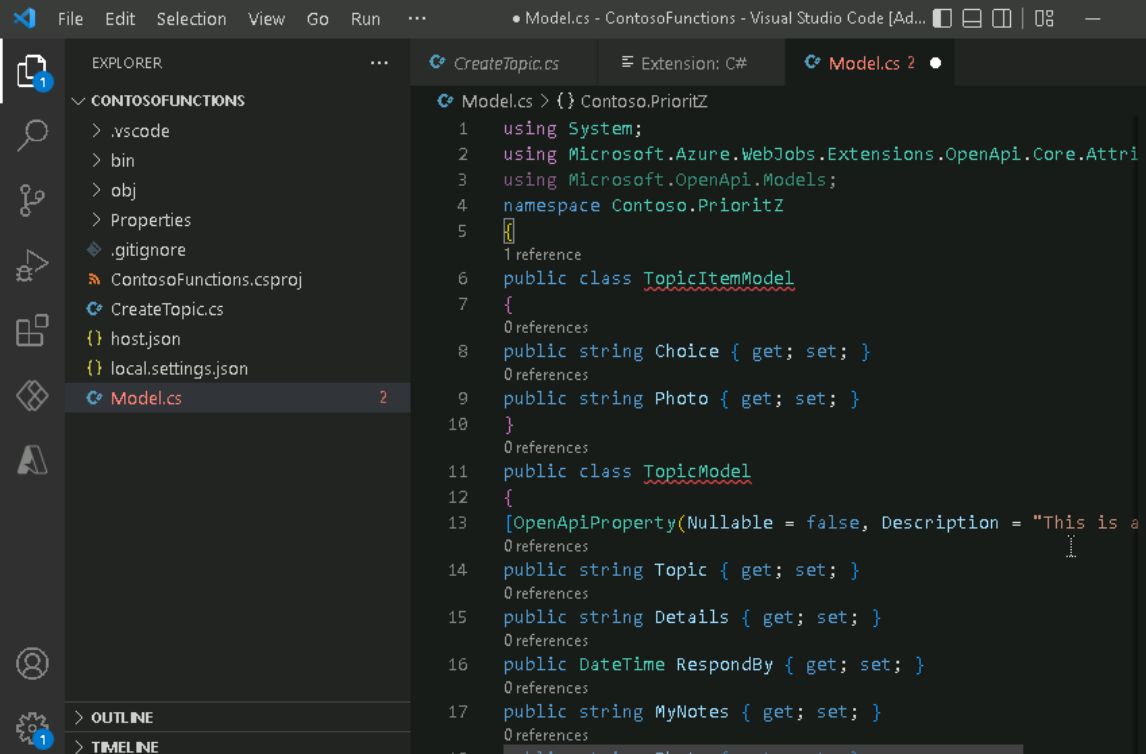 File Edit Selection View Go Run ··· ● Model.cs - ContosoFunctions - Visual Studio Code [Ad...
EXPLORER ···
CONTOSOFUNCTIONS
.vscode
bin
obj
Properties
.gitignore
ContosoFunctions.csproj
CreateTopic.cs
host.json
local.settings.json
Model.cs 2
OUTLINE
TIMELINE
1
1
CreateTopic.cs Extension: C# Model.cs 2 ●
Model.cs > {} Contoso.PrioritZ
1 using System;
2 using Microsoft.Azure.WebJobs.Extensions.OpenApi.Core.Attri
3 using Microsoft.OpenApi.Models;
4 namespace Contoso.PrioritZ
5 {
1 reference
6 public class TopicItemModel
7 {
0 references
8 public string Choice { get; set; }
0 references
9 public string Photo { get; set; }
10 }
0 references
11 public class TopicModel
12 {
13 [OpenApiProperty(Nullable = false, Description = "This is a
0 references
14 public string Topic { get; set; }
0 references
15 public string Details { get; set; }
0 references
16 public DateTime RespondBy { get; set; }
0 references
17 public string MyNotes { get; set; }
0 references